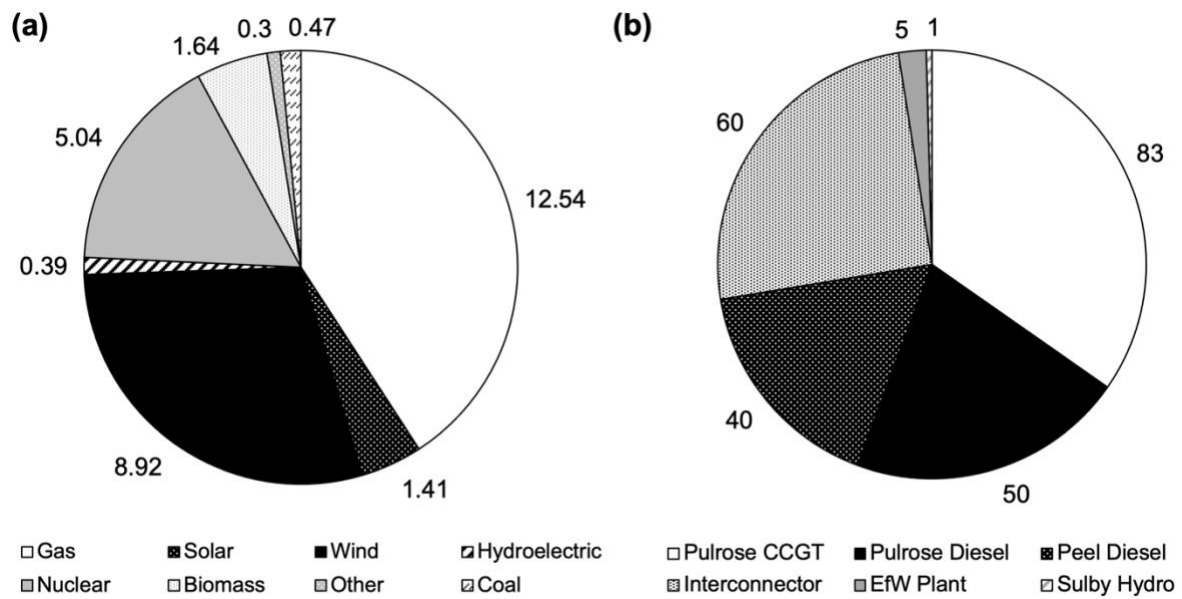 (a)
0.3 0.47
1.64
5.04
12.54
0.39
8.92
1.41
Gas Solar Wind Hydroelectric
Nuclear Biomass Other Coal
(b)
5 1
60
83
40
50
Pulrose CCGT Pulrose Diesel Peel Diesel
Interconnector EfW Plant Sulby Hydro